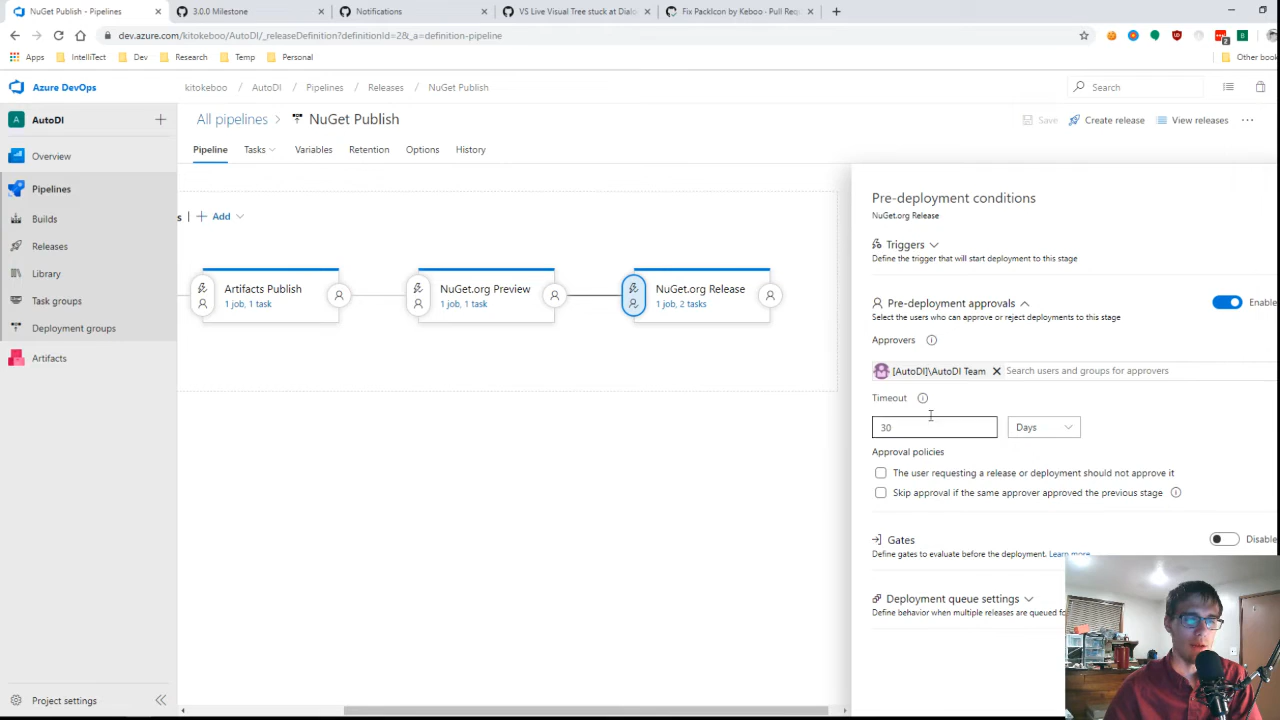 NuGet Publish - Pipelines
3.0.0 Milestone
Notifications
VS Live Visual Tree stuck at Dialo
Fix PackIcon by Keboo · Pull Req
dev.azure.com/kitokeboo/AutoDI/_releaseDefinition?definitionId=2&_a=definition-pipeline
Apps
IntelliTect
Dev
Research
Temp
Personal
Other book
Azure DevOps
kitokeboo / AutoDI / Pipelines / Releases / NuGet Publish
Search
A AutoDI
All pipelines > NuGet Publish
Save
Create release
View releases
Overview
Pipelines
Builds
Releases
Library
Task groups
Deployment groups
Artifacts
Project settings
Pipeline
Tasks
Variables
Retention
Options
History
s | + Add
Artifacts Publish
1 job, 1 task
NuGet.org Preview
1 job, 1 task
NuGet.org Release
1 job, 2 tasks
Pre-deployment conditions
NuGet.org Release
Triggers
Define the trigger that will start deployment to this stage
Pre-deployment approvals
Enable
Select the users who can approve or reject deployments to this stage
Approvers
[AutoDI]\AutoDI Team
Search users and groups for approvers
Timeout
30
Days
Approval policies
The user requesting a release or deployment should not approve it
Skip approval if the same approver approved the previous stage
Gates
Disable
Define gates to evaluate before the deployment. Learn more
Deployment queue settings
Define behavior when multiple releases are queued fo